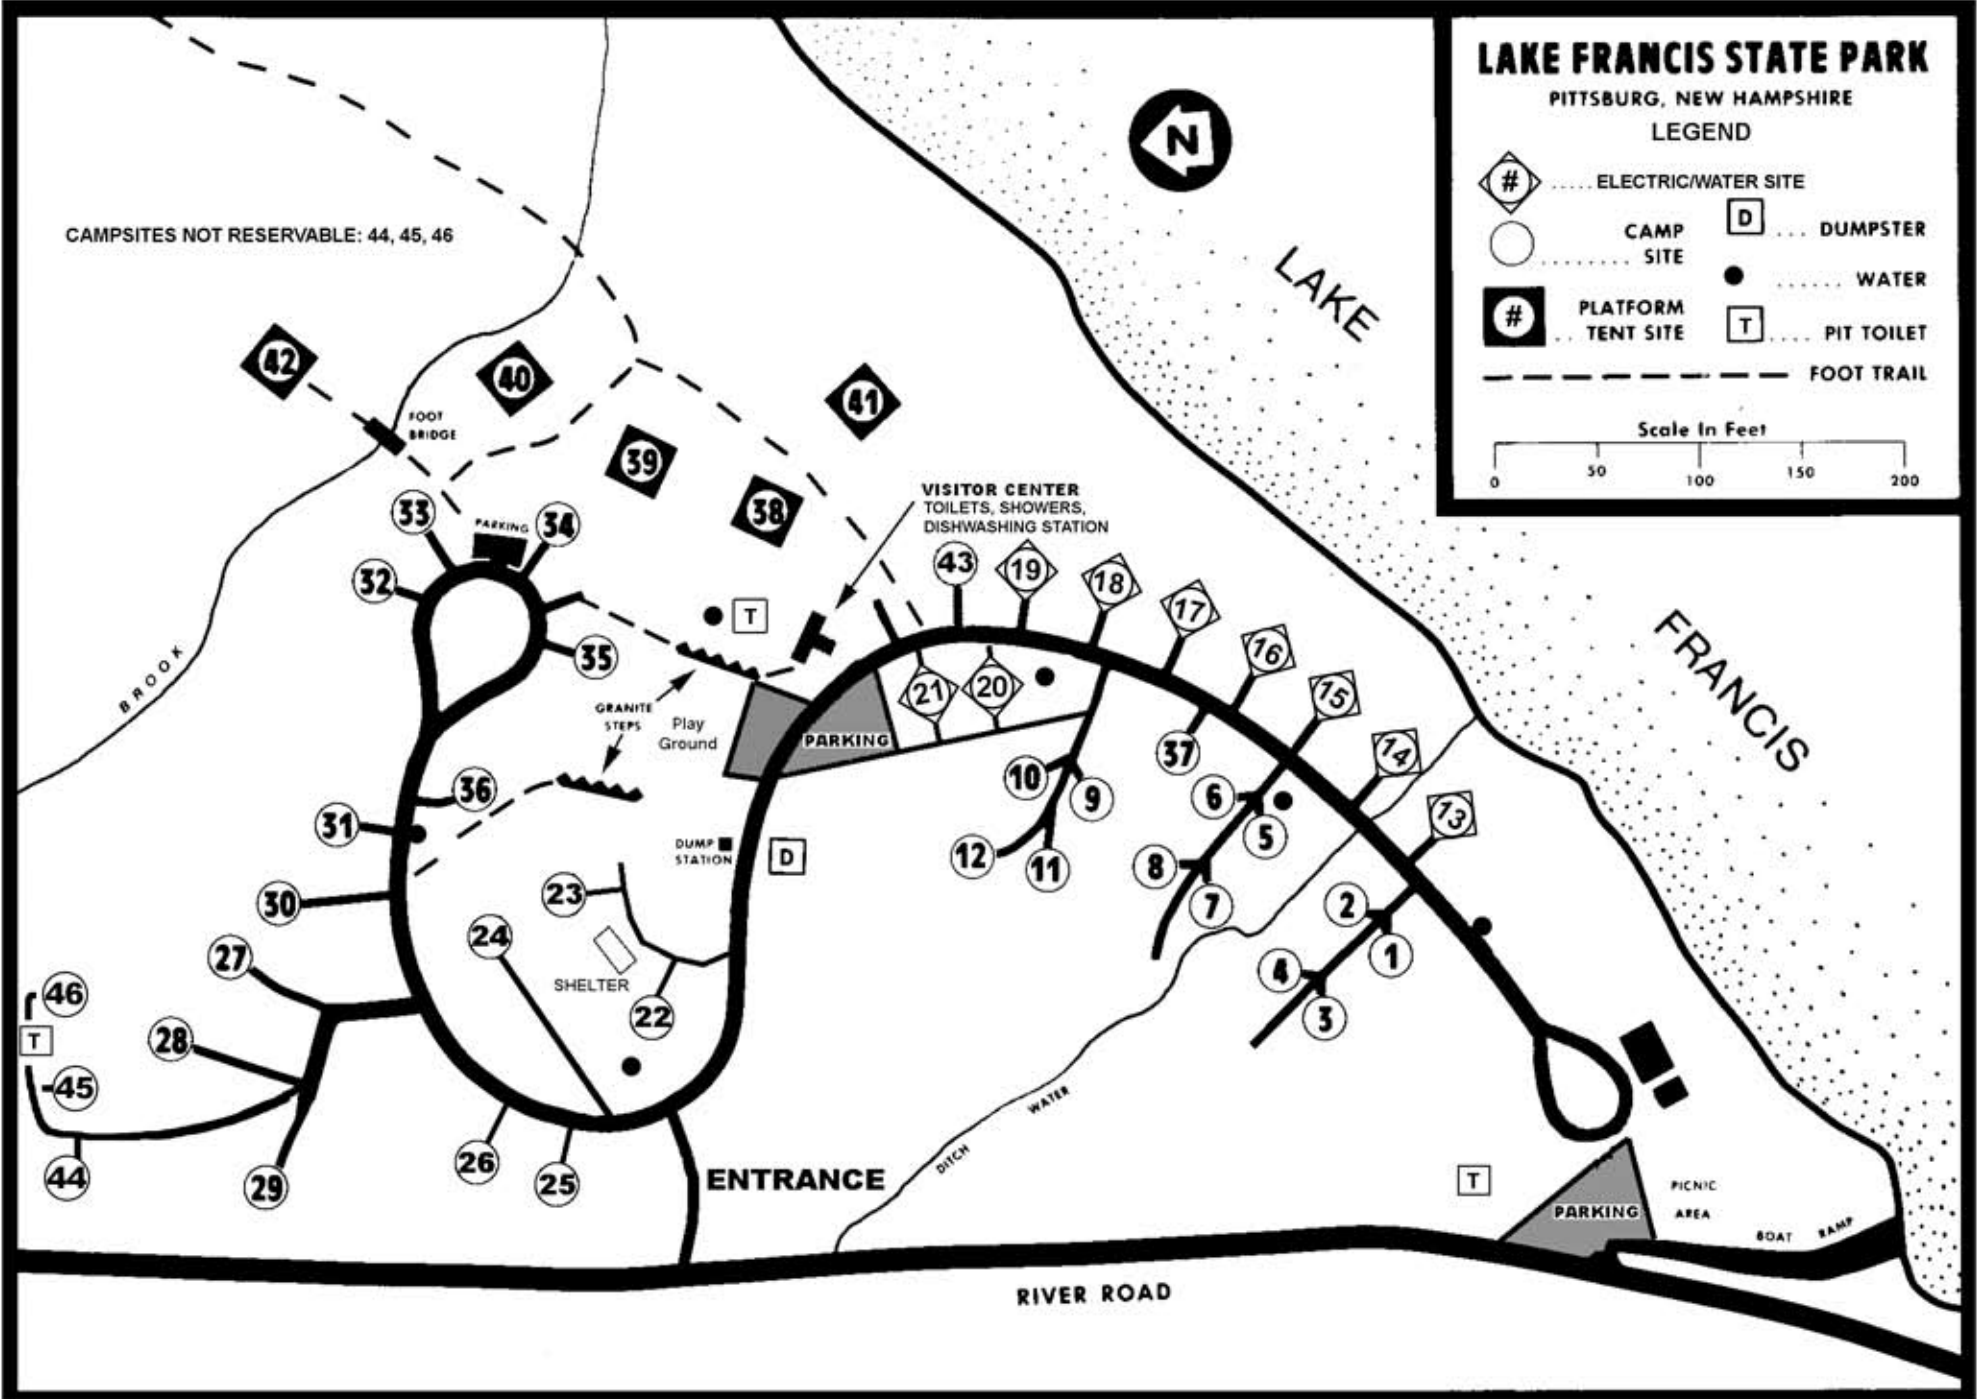 LAKE FRANCIS STATE PARK
PITTSBURG, NEW HAMPSHIRE
LEGEND
# ..... ELECTRIC/WATER SITE
D ... DUMPSTER
CAMP
........ SITE
WATER
# .. PLATFORM
TENT SITE
T .... PIT TOILET
FOOT TRAIL
Scale In Feet
0 50 100 150 200
N
CAMPSITES NOT RESERVABLE: 44, 45, 46
LAKE
FRANCIS
42
40
41
39
38
FOOT
BRIDGE
VISITOR CENTER
TOILETS, SHOWERS,
DISHWASHING STATION
33
PARKING
34
32
35
T
43
19
18
17
16
15
14
13
21
20
BROOK
GRANITE
STEPS
Play
Ground
PARKING
37
10
9
6
5
36
31
12
11
8
7
DUMP
STATION
D
30
23
24
2
1
27
SHELTER
22
4
3
46
T
28
45
44
29
26
25
ENTRANCE
DITCH
WATER
T
PARKING
PICNIC
AREA
BOAT RAMP
RIVER ROAD